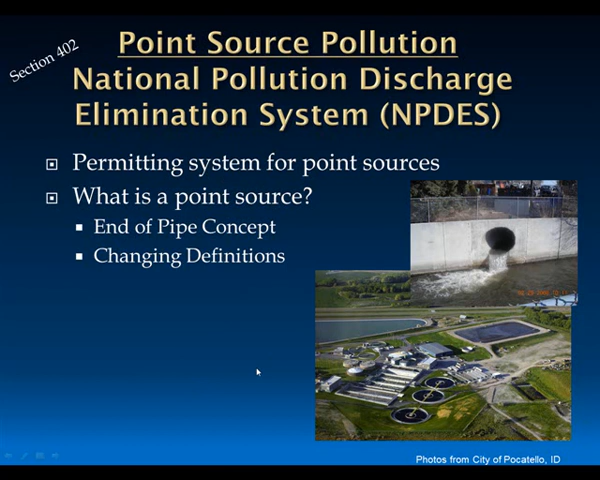 Section 402
Point Source Pollution
National Pollution Discharge
Elimination System (NPDES)
Permitting system for point sources
What is a point source?
End of Pipe Concept
Changing Definitions
Photos from City of Pocatello, ID